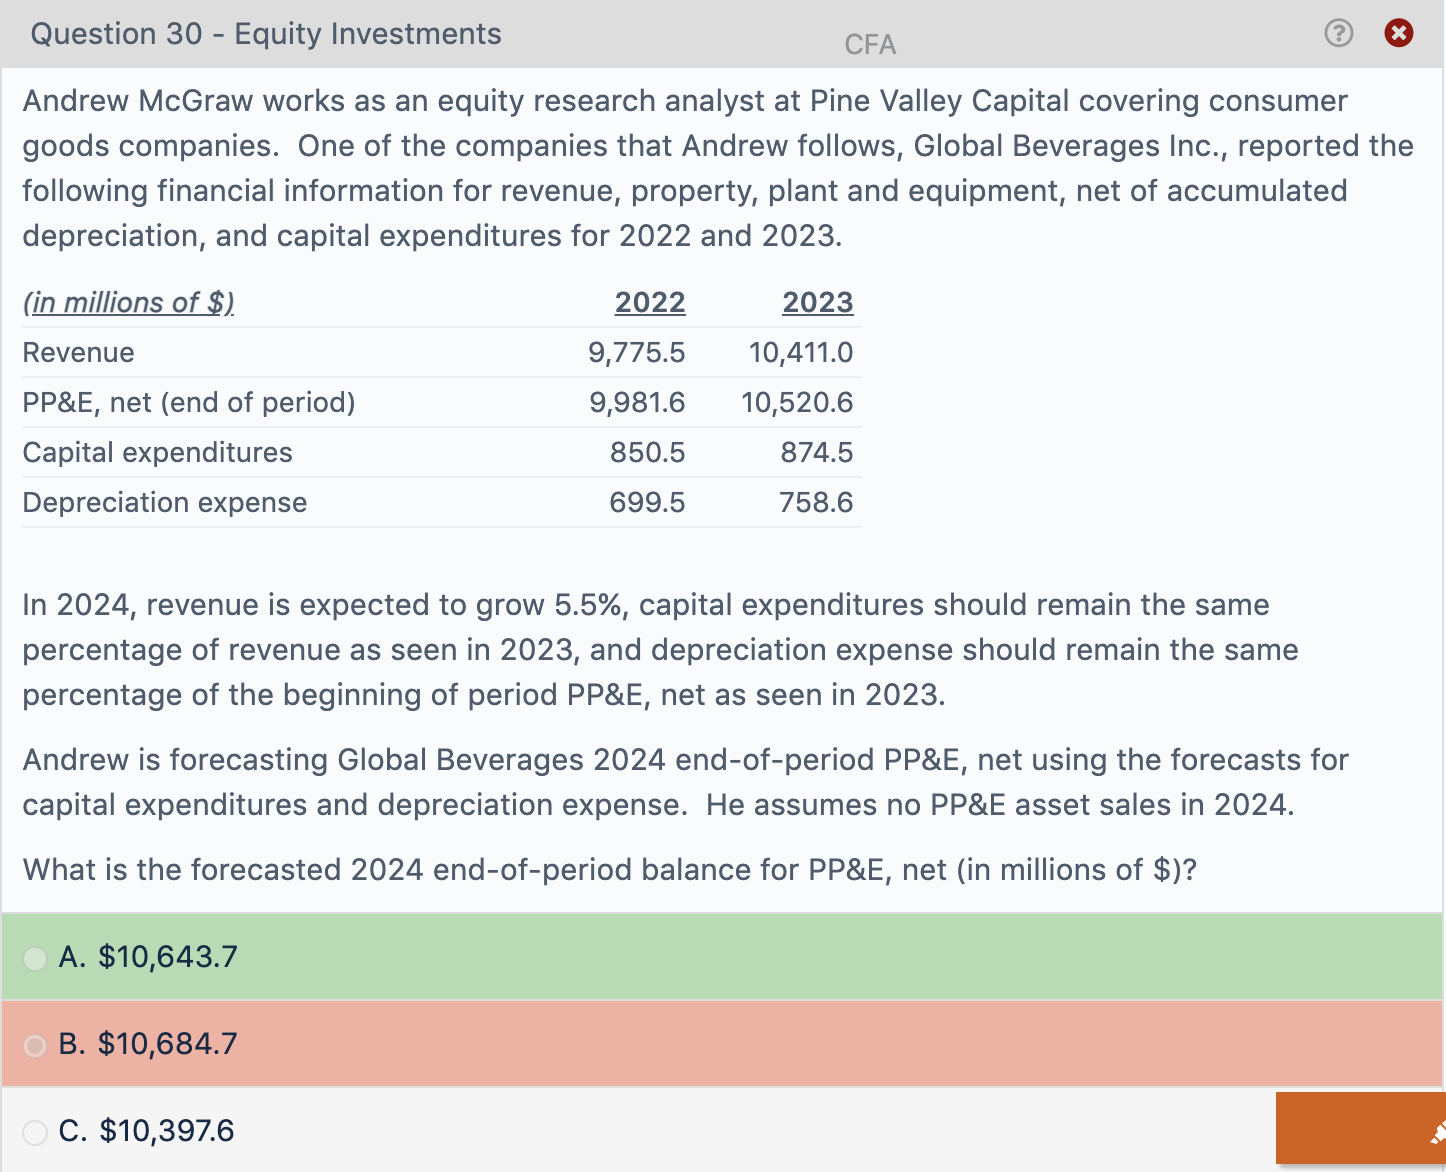 Question 30 - Equity Investments
CFA
Andrew McGraw works as an equity research analyst at Pine Valley Capital covering consumer
goods companies.  One of the companies that Andrew follows, Global Beverages Inc., reported the
following financial information for revenue, property, plant and equipment, net of accumulated
depreciation, and capital expenditures for 2022 and 2023.
(in millions of $) 2022 2023
Revenue 9,775.5 10,411.0
PP&E, net (end of period) 9,981.6 10,520.6
Capital expenditures 850.5 874.5
Depreciation expense 699.5 758.6
In 2024, revenue is expected to grow 5.5%, capital expenditures should remain the same
percentage of revenue as seen in 2023, and depreciation expense should remain the same
percentage of the beginning of period PP&E, net as seen in 2023.
Andrew is forecasting Global Beverages 2024 end-of-period PP&E, net using the forecasts for
capital expenditures and depreciation expense.  He assumes no PP&E asset sales in 2024.
What is the forecasted 2024 end-of-period balance for PP&E, net (in millions of $)?
A. $10,643.7
B. $10,684.7
C. $10,397.6